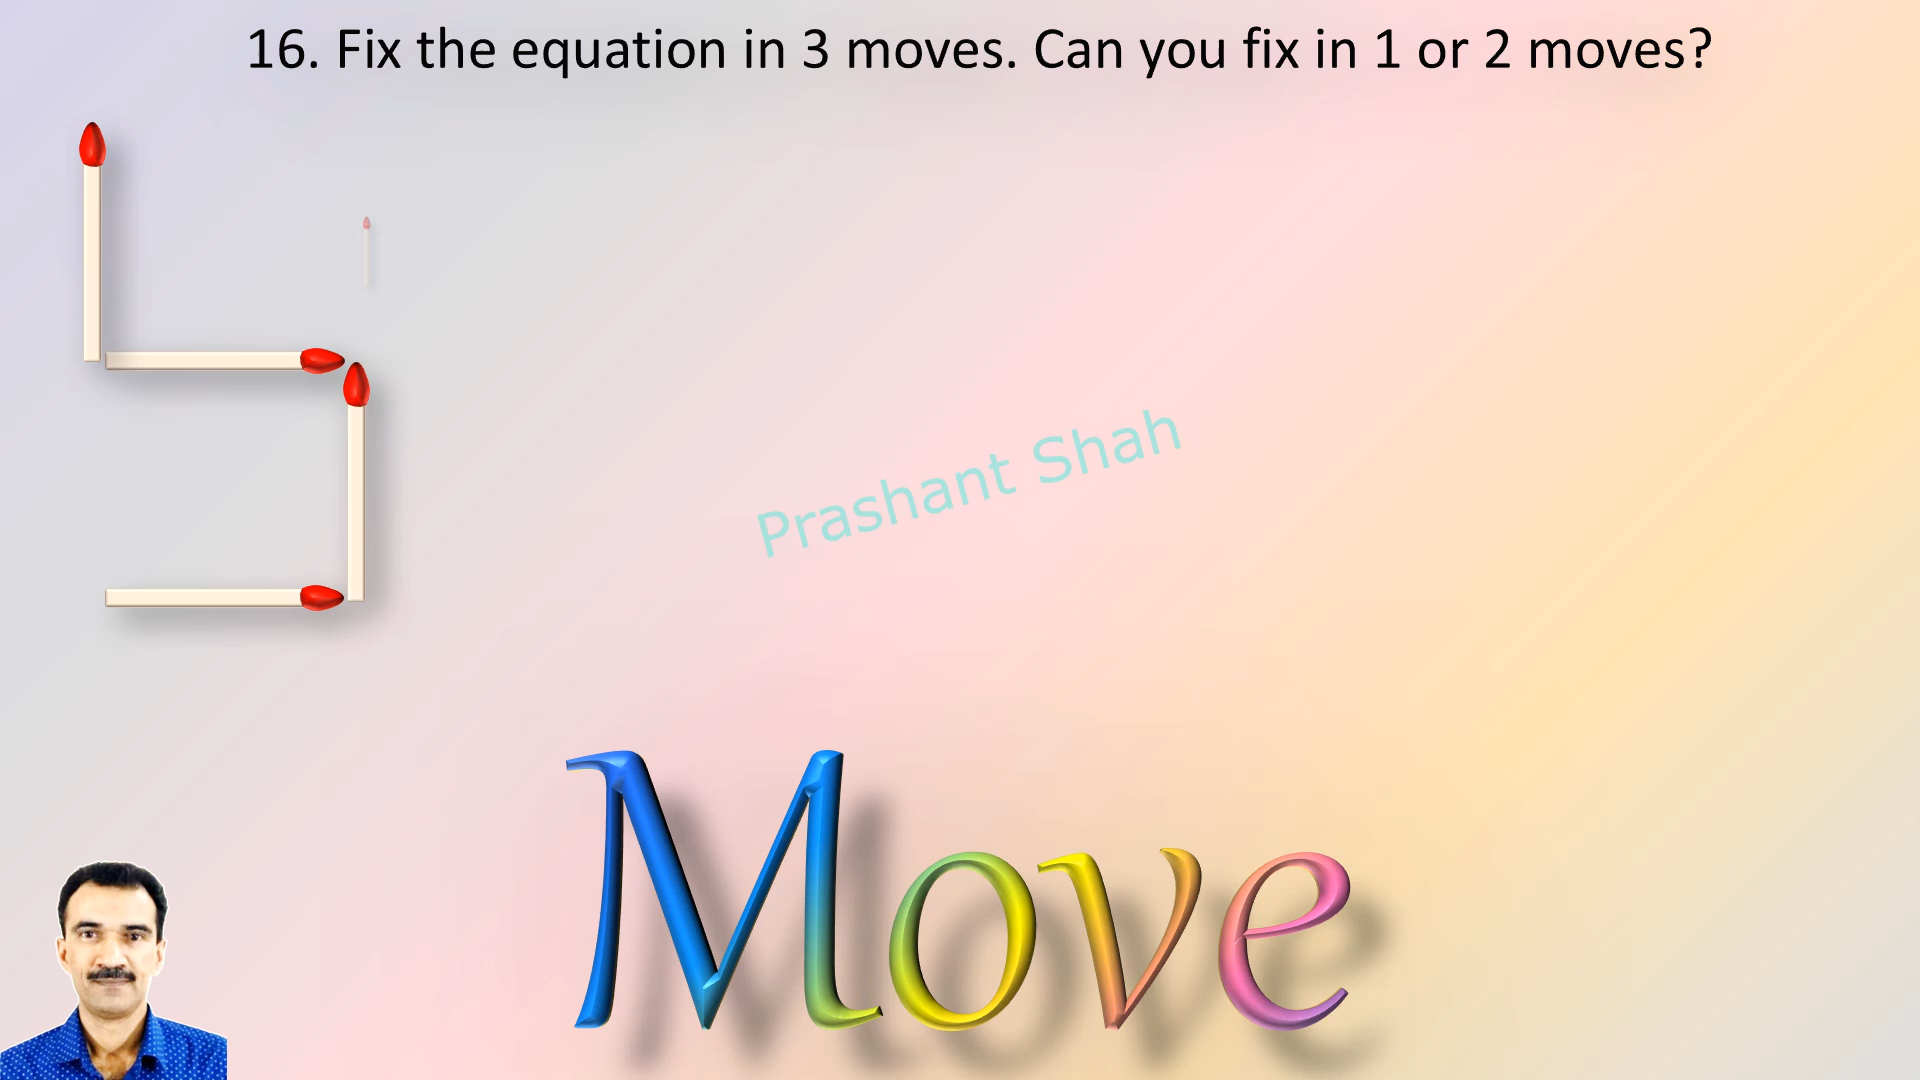 16. Fix the equation in 3 moves. Can you fix in 1 or 2 moves?
Prashant Shah
Move